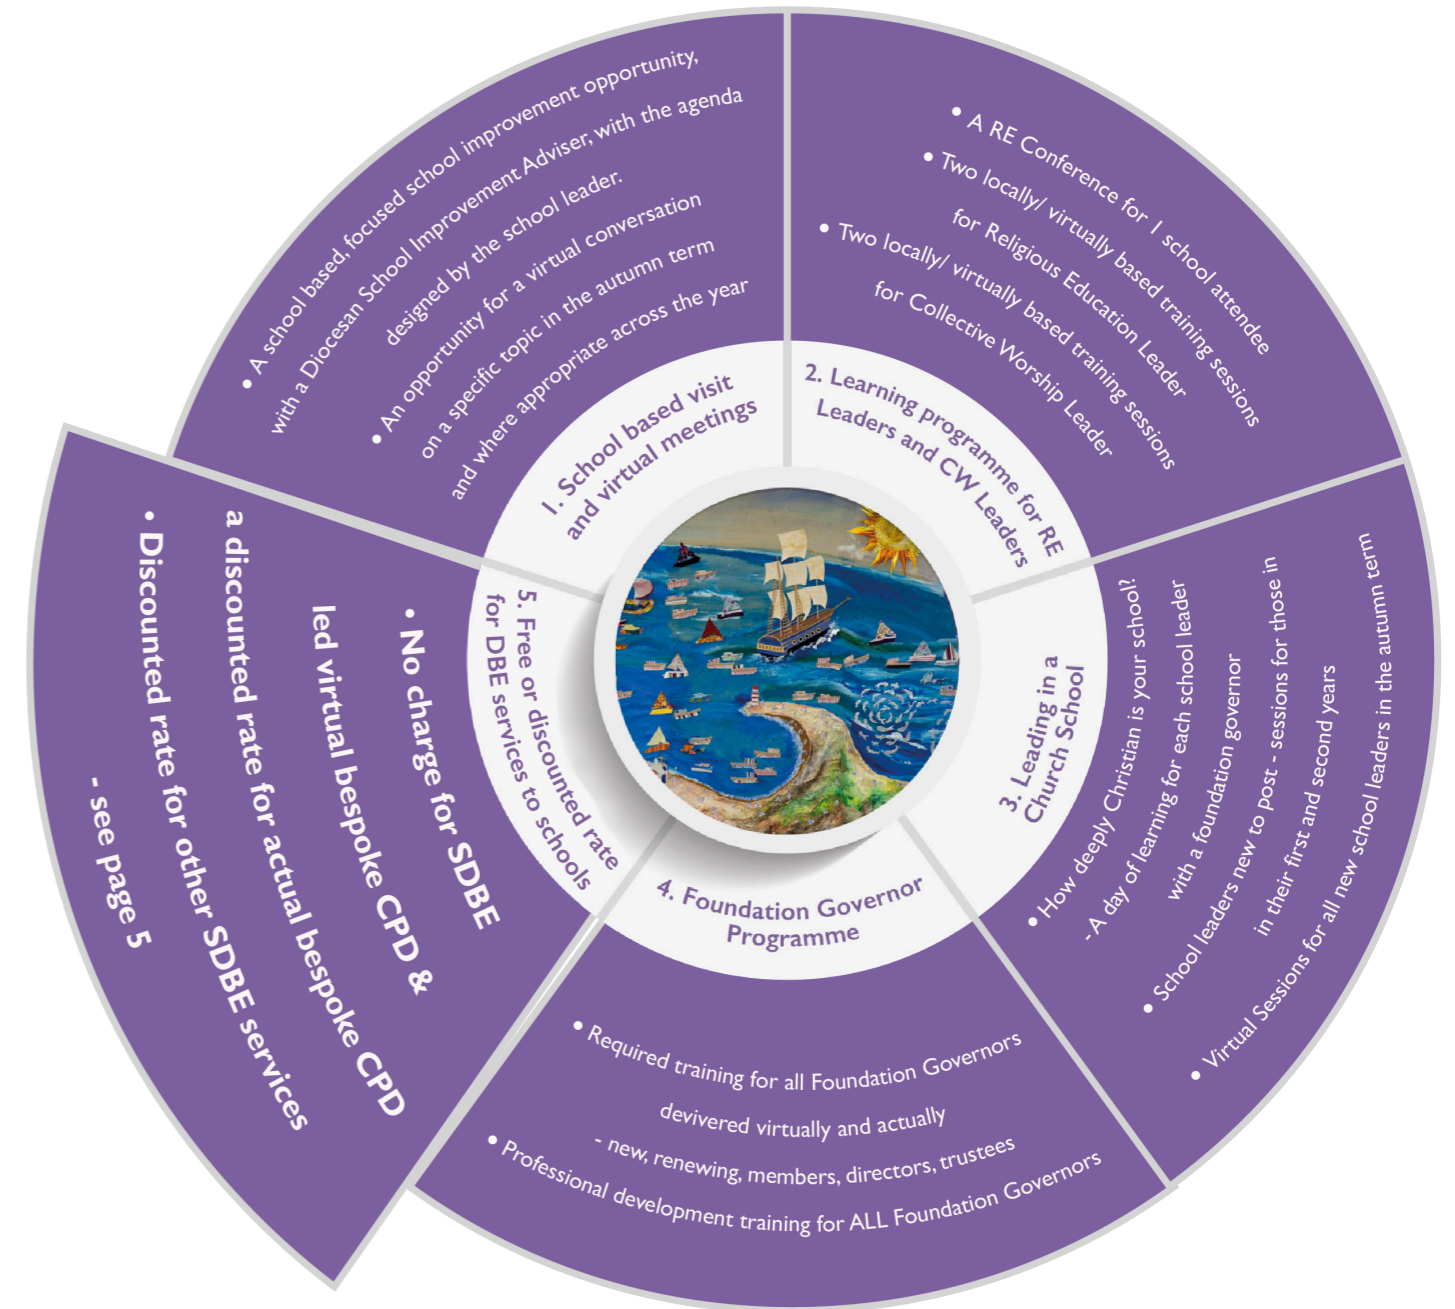 1. School based visit
and virtual meetings
• A school based, focused school improvement opportunity,
with a Diocesan School Improvement Adviser, with the agenda
designed by the school leader.
• An opportunity for a virtual conversation
on a specific topic in the autumn term
and where appropriate across the year
2. Learning programme for RE
Leaders and CW Leaders
• A RE Conference for 1 school attendee
• Two locally/ virtually based training sessions
for Religious Education Leader
• Two locally/ virtually based training sessions
for Collective Worship Leader
3. Leading in a
Church School
• How deeply Christian is your school?
- A day of learning for each school leader
with a foundation governor
• School leaders new to post - sessions for those in
in their first and second years
• Virtual Sessions for all new school leaders in the autumn term
4. Foundation Governor
Programme
• Required training for all Foundation Governors
devivered virtually and actually
- new, renewing, members, directors, trustees
• Professional development training for ALL Foundation Governors
5. Free or discounted rate
for DBE services to schools
• No charge for SDBE
led virtual bespoke CPD &
a discounted rate for actual bespoke CPD
• Discounted rate for other SDBE services
- see page 5